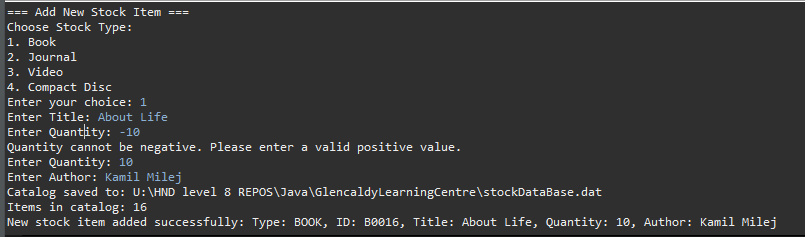 === Add New Stock Item ===
Choose Stock Type:
1. Book
2. Journal
3. Video
4. Compact Disc
Enter your choice: 1
Enter Title: About Life
Enter Quantity: -10
Quantity cannot be negative. Please enter a valid positive value.
Enter Quantity: 10
Enter Author: Kamil Milej
Catalog saved to: U:\HND level 8 REPOS\Java\GlencaldyLearningCentre\stockDataBase.dat
Items in catalog: 16
New stock item added successfully: Type: BOOK, ID: B0016, Title: About Life, Quantity: 10, Author: Kamil Milej